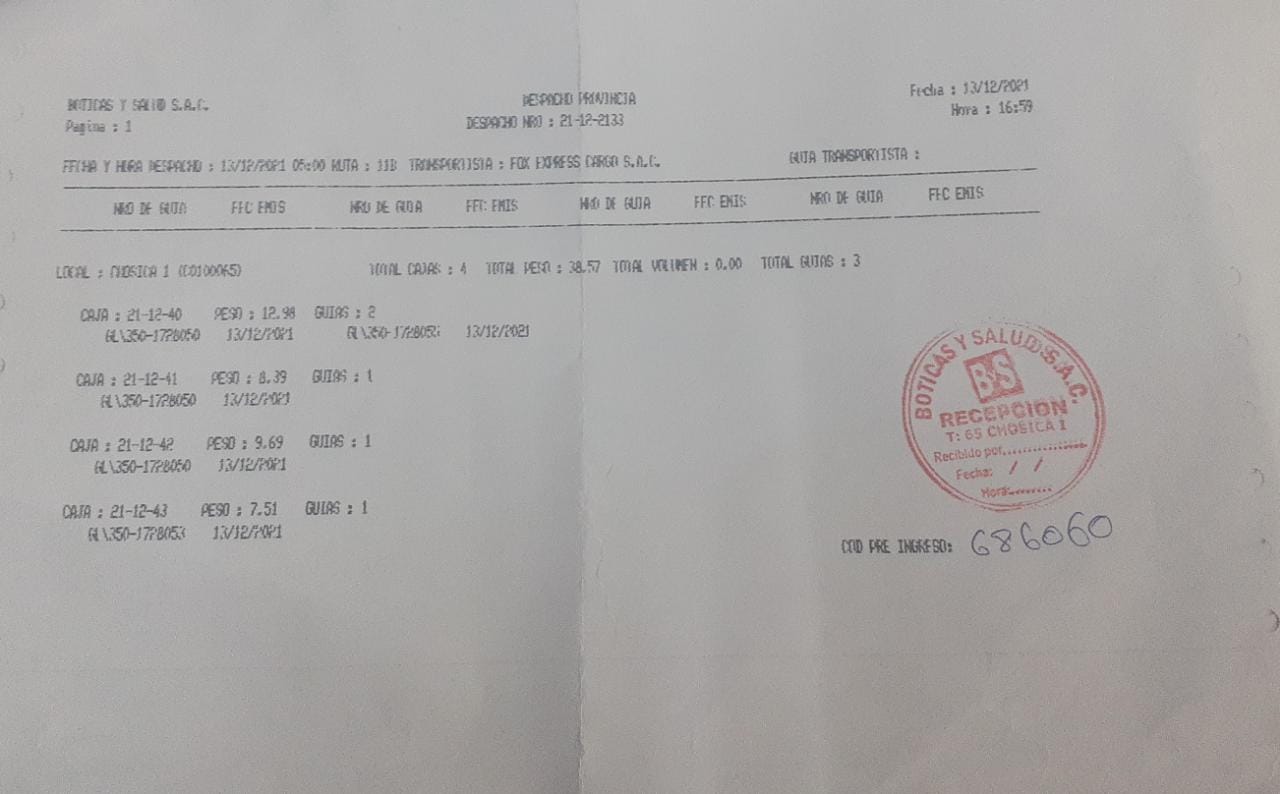 BOTICAS Y SALUD S.A.C.
Pagina : 1
DESPACHO PROVINCIA
DESPACHO NRO : 21-12-2133
Fecha : 13/12/2021
Hora : 16:59
FECHA Y HORA DESPACHO : 13/12/2021 05:00 RUTA : 11B TRANSPORTISTA : FOX EXPRESS CARGO S.A.C. GUIA TRANSPORTISTA :
NRO DE GUIA FEC EMIS NRO DE GUIA FEC EMIS NRO DE GUIA FEC EMIS NRO DE GUIA FEC EMIS
LOCAL : CHOSICA 1 (C0100065) TOTAL CAJAS : 4 TOTAL PESO : 38.57 TOTAL VOLUMEN : 0.00 TOTAL GUIAS : 3
CAJA : 21-12-40 PESO : 12.98 GUIAS : 2
GL\350-1728050 13/12/2021 13/12/2021
CAJA : 21-12-41 PESO : 8.39 GUIAS : 1
GL\350-1728050 13/12/2021
CAJA : 21-12-42 PESO : 9.69 GUIAS : 1
GL\350-1728050 13/12/2021
CAJA : 21-12-43 PESO : 7.51 GUIAS : 1
GL\350-1728053 13/12/2021
BOTICAS Y SALUD S.A.C.
B·S
RECEPCION
T: 65 CHOSICA 1
Recibido por................
Fecha: / /
Hora:.........
COD PRE INGRESO: 686060